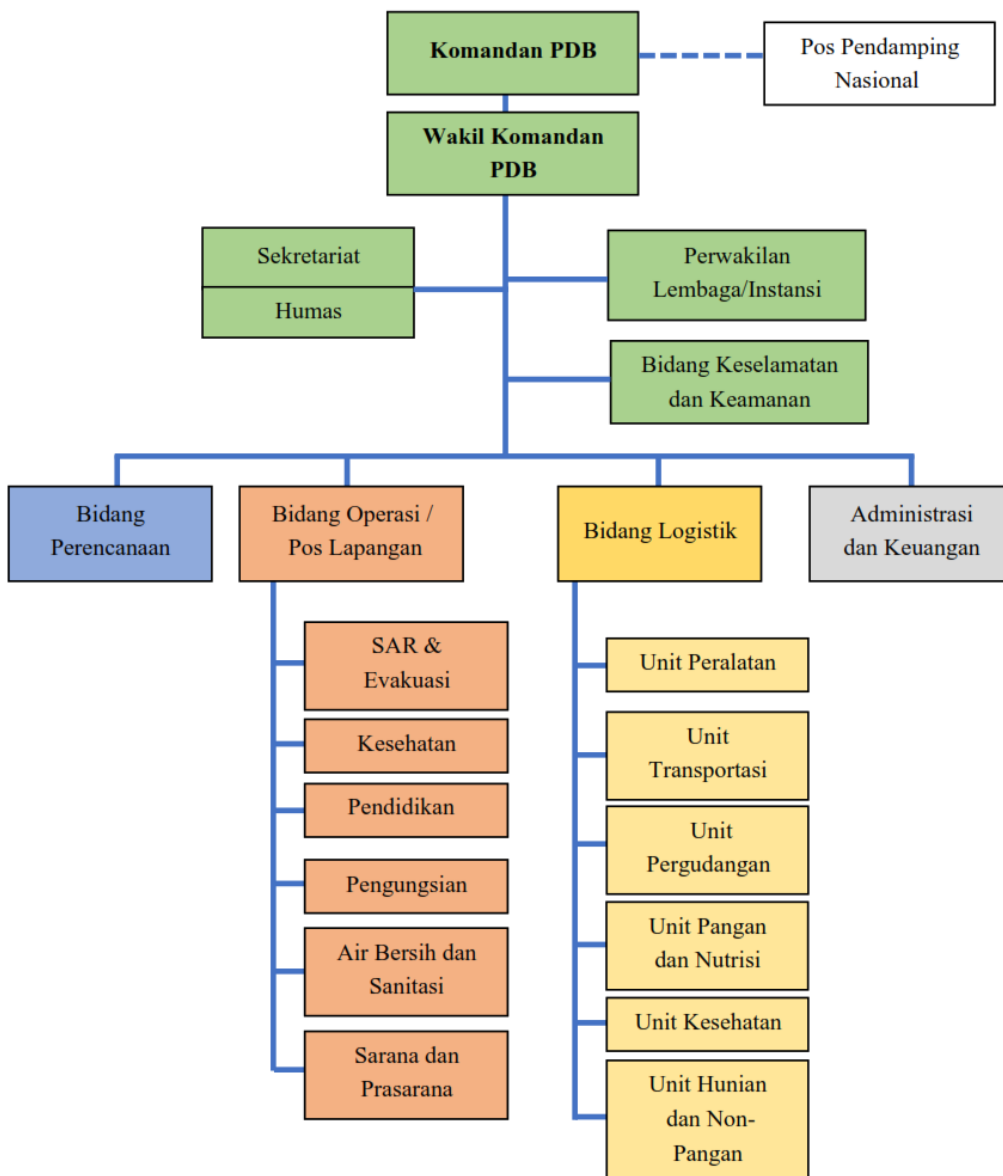 Komandan PDB
Pos Pendamping
Nasional
Wakil Komandan
PDB
Sekretariat
Humas
Perwakilan
Lembaga/Instansi
Bidang Keselamatan
dan Keamanan
Bidang
Perencanaan
Bidang Operasi /
Pos Lapangan
Bidang Logistik
Administrasi
dan Keuangan
SAR &
Evakuasi
Kesehatan
Pendidikan
Pengungsian
Air Bersih dan
Sanitasi
Sarana dan
Prasarana
Unit Peralatan
Unit
Transportasi
Unit
Pergudangan
Unit Pangan
dan Nutrisi
Unit Kesehatan
Unit Hunian
dan Non-
Pangan